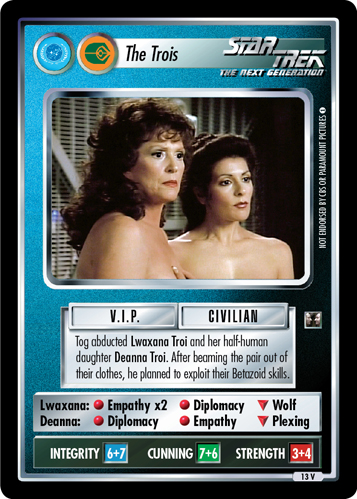 The Trois
STAR TREK
THE NEXT GENERATION
NOT ENDORSED BY CBS OR PARAMOUNT PICTURES
V.I.P.
CIVILIAN
Tog abducted Lwaxana Troi and her half-human
daughter Deanna Troi. After beaming the pair out of
their clothes, he planned to exploit their Betazoid skills.
Lwaxana: Empathy x2 Diplomacy Wolf
Deanna: Diplomacy Empathy Plexing
INTEGRITY 6+7 CUNNING 7+6 STRENGTH 3+4
13 V